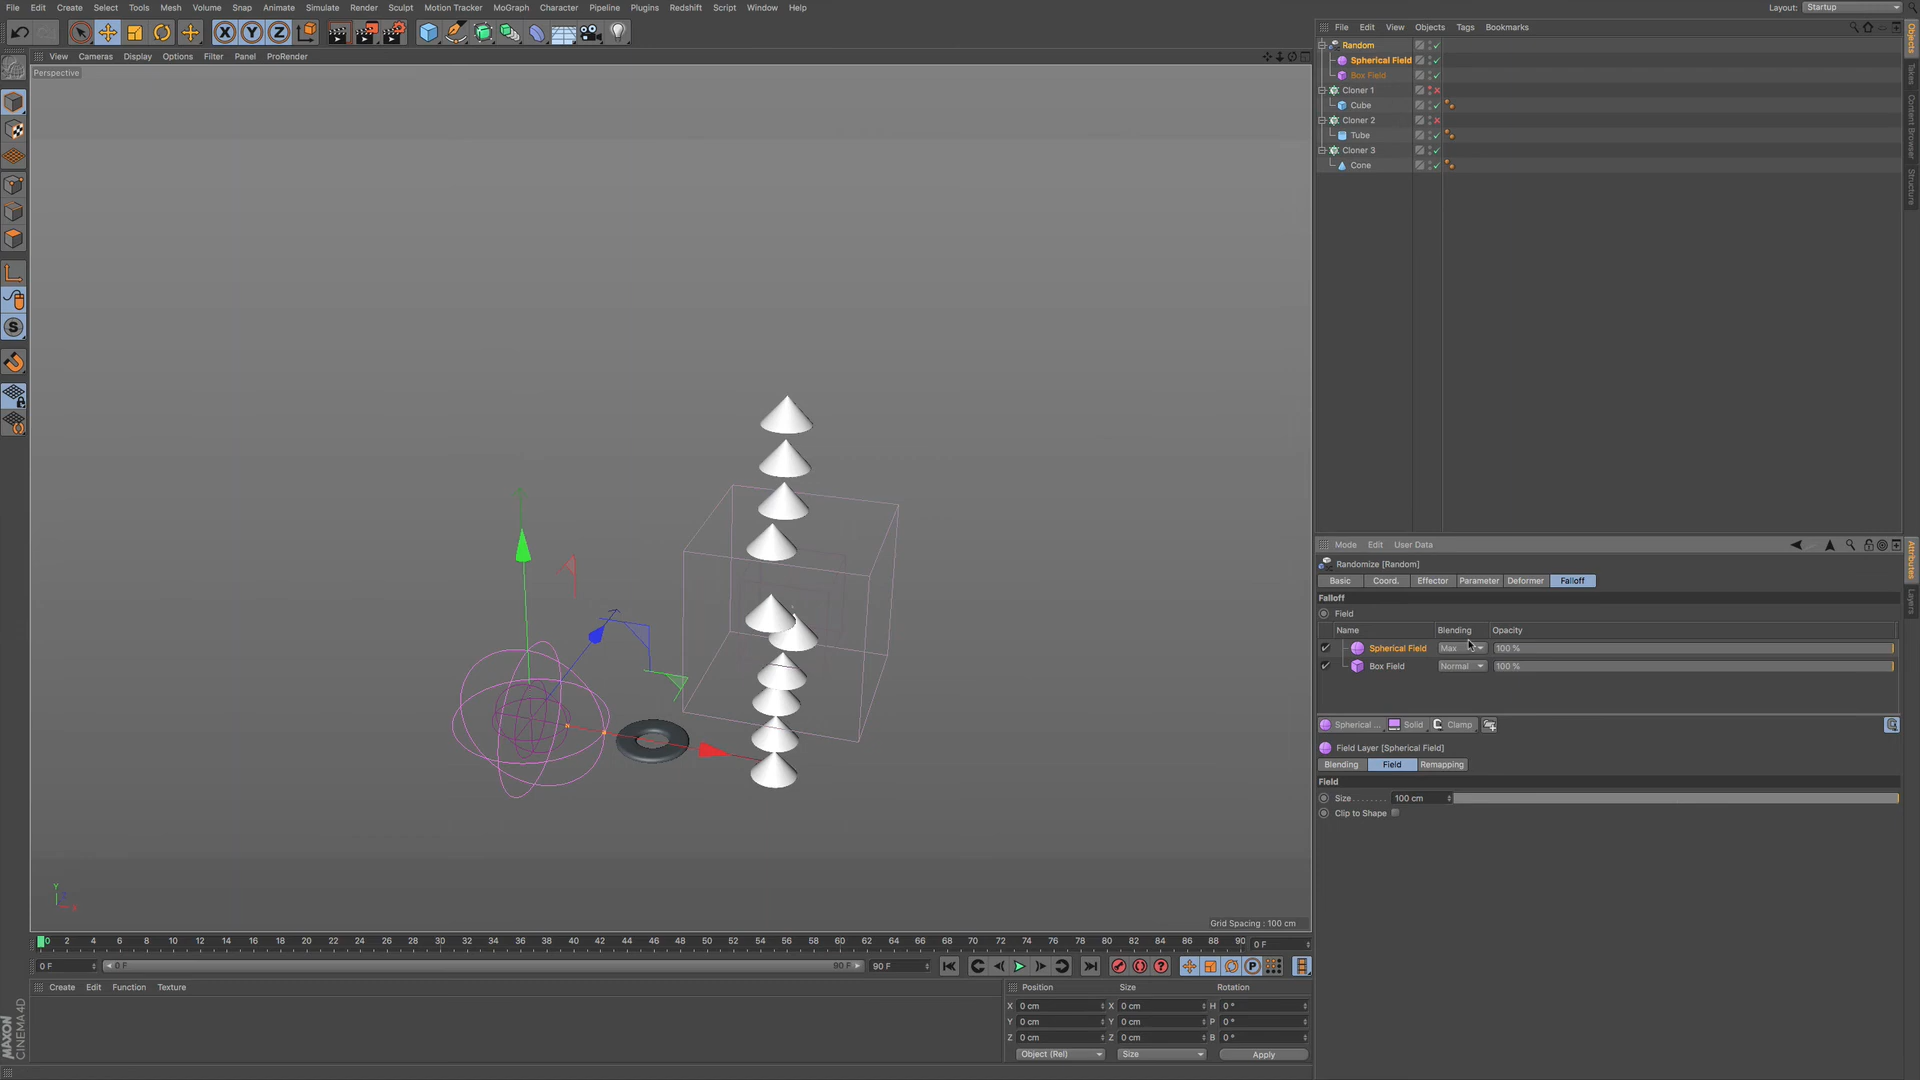 File Edit Create Select Tools Mesh Volume Snap Animate Simulate Render Sculpt Motion Tracker MoGraph Character Pipeline Plugins Redshift Script Window Help Layout: Startup
X Y Z
File Edit View Objects Tags Bookmarks
View Cameras Display Options Filter Panel ProRender
Perspective
Random
Spherical Field
Box Field
Cloner 1
Cube
Cloner 2
Tube
Cloner 3
Cone
Objects
Takes
Content Browser
Structure
Mode Edit User Data
Randomize [Random]
Basic Coord. Effector Parameter Deformer Falloff
Falloff
Field
Name Blending Opacity
Spherical Field Max 100 %
Box Field Normal 100 %
Spherical ... Solid Clamp
Field Layer [Spherical Field]
Blending Field Remapping
Field
Size 100 cm
Clip to Shape
Attributes
Layers
S
Y
X
Grid Spacing : 100 cm
0 2 4 6 8 10 12 14 16 18 20 22 24 26 28 30 32 34 36 38 40 42 44 46 48 50 52 54 56 58 60 62 64 66 68 70 72 74 76 78 80 82 84 86 88 90 0 F
0 F 0 F 90 F 90 F
Create Edit Function Texture
Position Size Rotation
X 0 cm X 0 cm H 0 °
Y 0 cm Y 0 cm P 0 °
Z 0 cm Z 0 cm B 0 °
Object (Rel) Size Apply
MAXON
CINEMA 4D